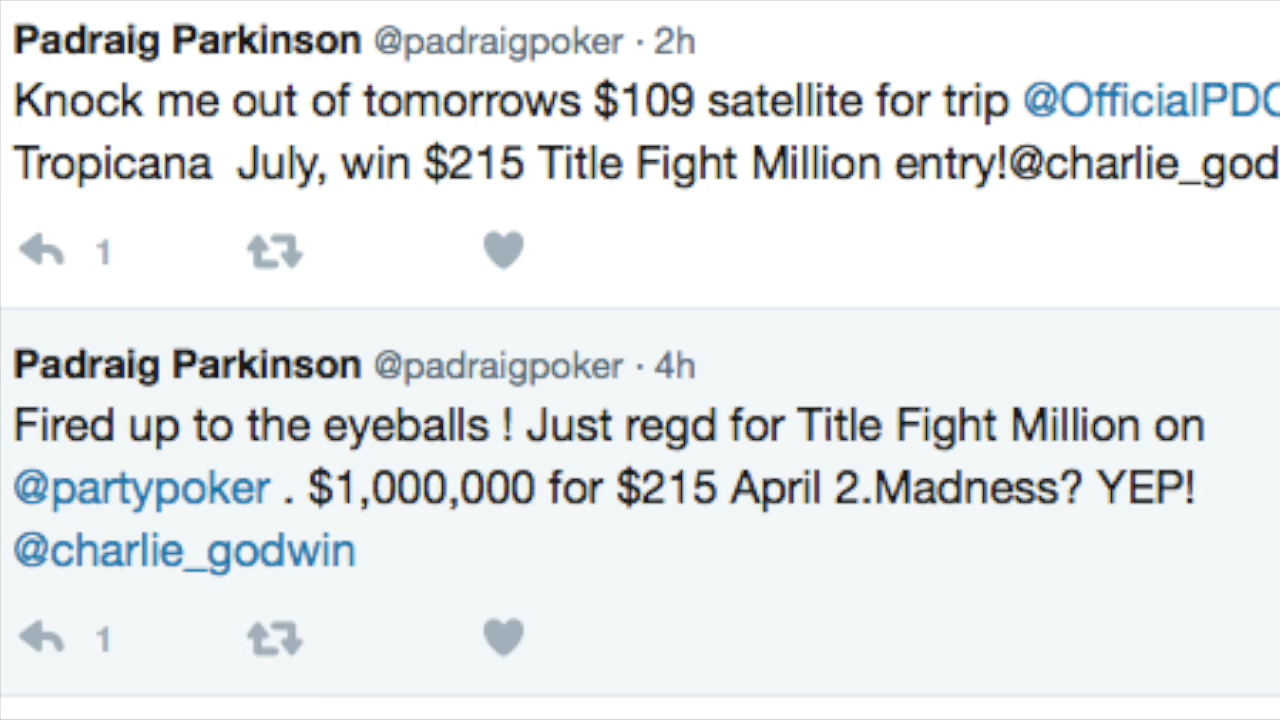 Padraig Parkinson @padraigpoker · 2h
Knock me out of tomorrows $109 satellite for trip @OfficialPDC
Tropicana  July, win $215 Title Fight Million entry!@charlie_god
1
Padraig Parkinson @padraigpoker · 4h
Fired up to the eyeballs ! Just regd for Title Fight Million on
@partypoker . $1,000,000 for $215 April 2.Madness? YEP!
@charlie_godwin
1